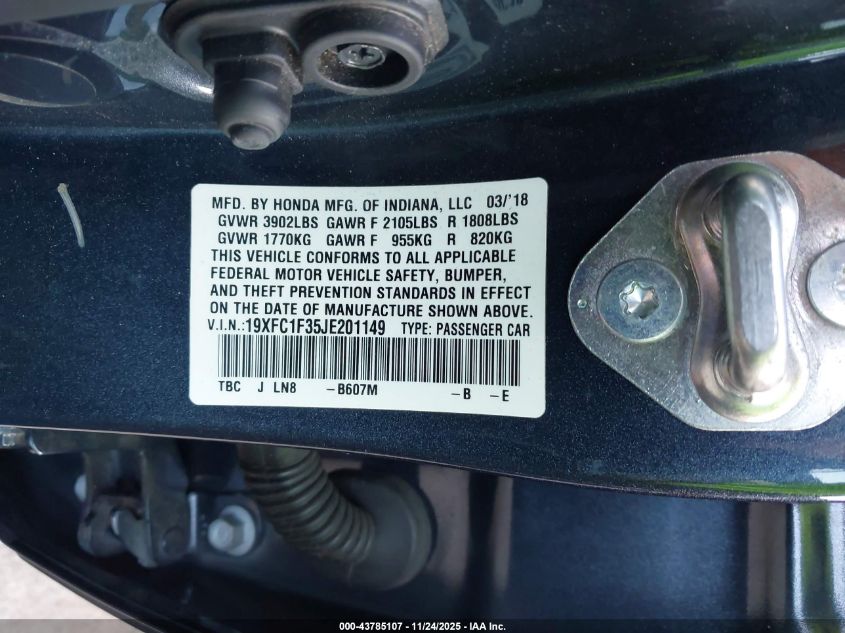 MFD. BY HONDA MFG. OF INDIANA, LLC 03/'18
GVWR 3902LBS GAWR F 2105LBS R 1808LBS
GVWR 1770KG GAWR F 955KG R 820KG
THIS VEHICLE CONFORMS TO ALL APPLICABLE
FEDERAL MOTOR VEHICLE SAFETY, BUMPER,
AND THEFT PREVENTION STANDARDS IN EFFECT
ON THE DATE OF MANUFACTURE SHOWN ABOVE.
V.I.N.:19XFC1F35JE201149 TYPE: PASSENGER CAR
TBC J LN8 -B607M -B -E
000-43785107 - 11/24/2025 - IAA Inc.